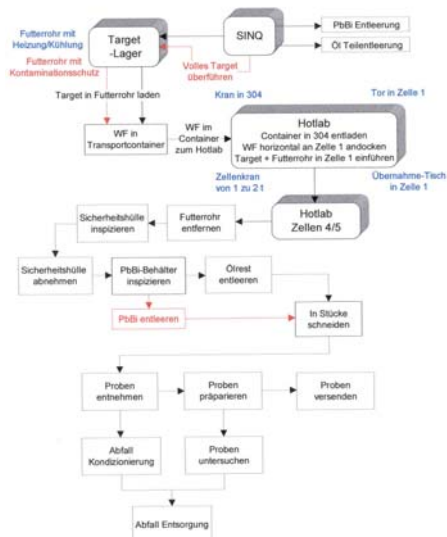 Futterrohr mit
Heizung/Kühlung
Target
-Lager
SINQ
PbBi Entleerung
Öl Teilentleerung
Futterrohr mit
Kontaminationsschutz
Volles Target
überführen
Target in Futterrohr laden
Kran in 304
Tor in Zelle 1
WF in
Transportcontainer
WF im
Container
zum Hotlab
Hotlab
Container in 304 entladen
WF horizontal an Zelle 1 andocken
Target + Futterrohr in Zelle 1 einführen
Zellenkran
von 1 zu 2 t
Übernahme-Tisch
in Zelle 1
Hotlab
Zellen 4/5
Sicherheitshülle
inspizieren
Futterrohr
entfernen
Sicherheitshülle
abnehmen
PbBi-Behälter
inspizieren
Ölrest
entleeren
PbBi entleeren
In Stücke
schneiden
Proben
entnehmen
Proben
präparieren
Proben
versenden
Abfall
Kondizionierung
Proben
untersuchen
Abfall Entsorgung